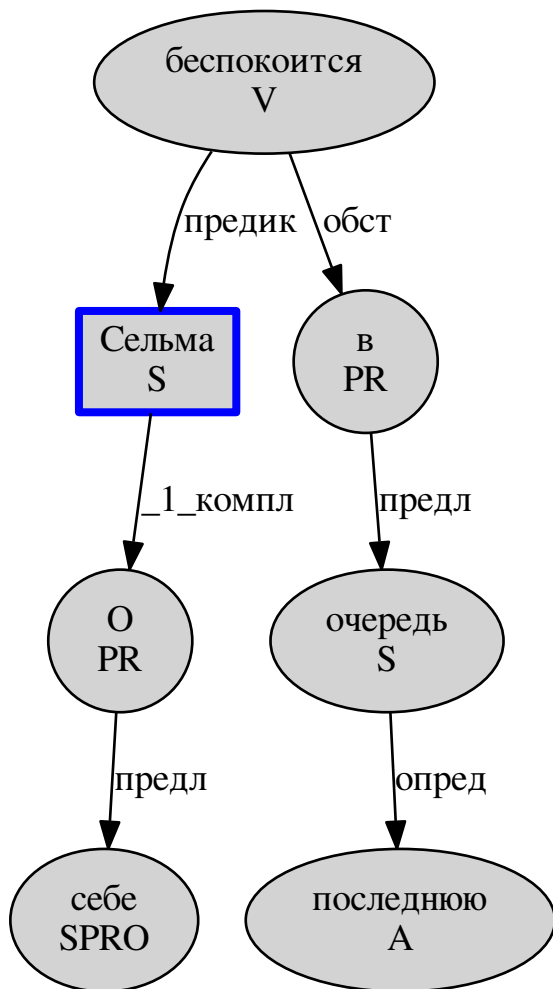 беспокоится
V
предик
обст
Сельма
S
в
PR
_1_компл
предл
О
PR
очередь
S
предл
опред
себе
SPRO
последнюю
A